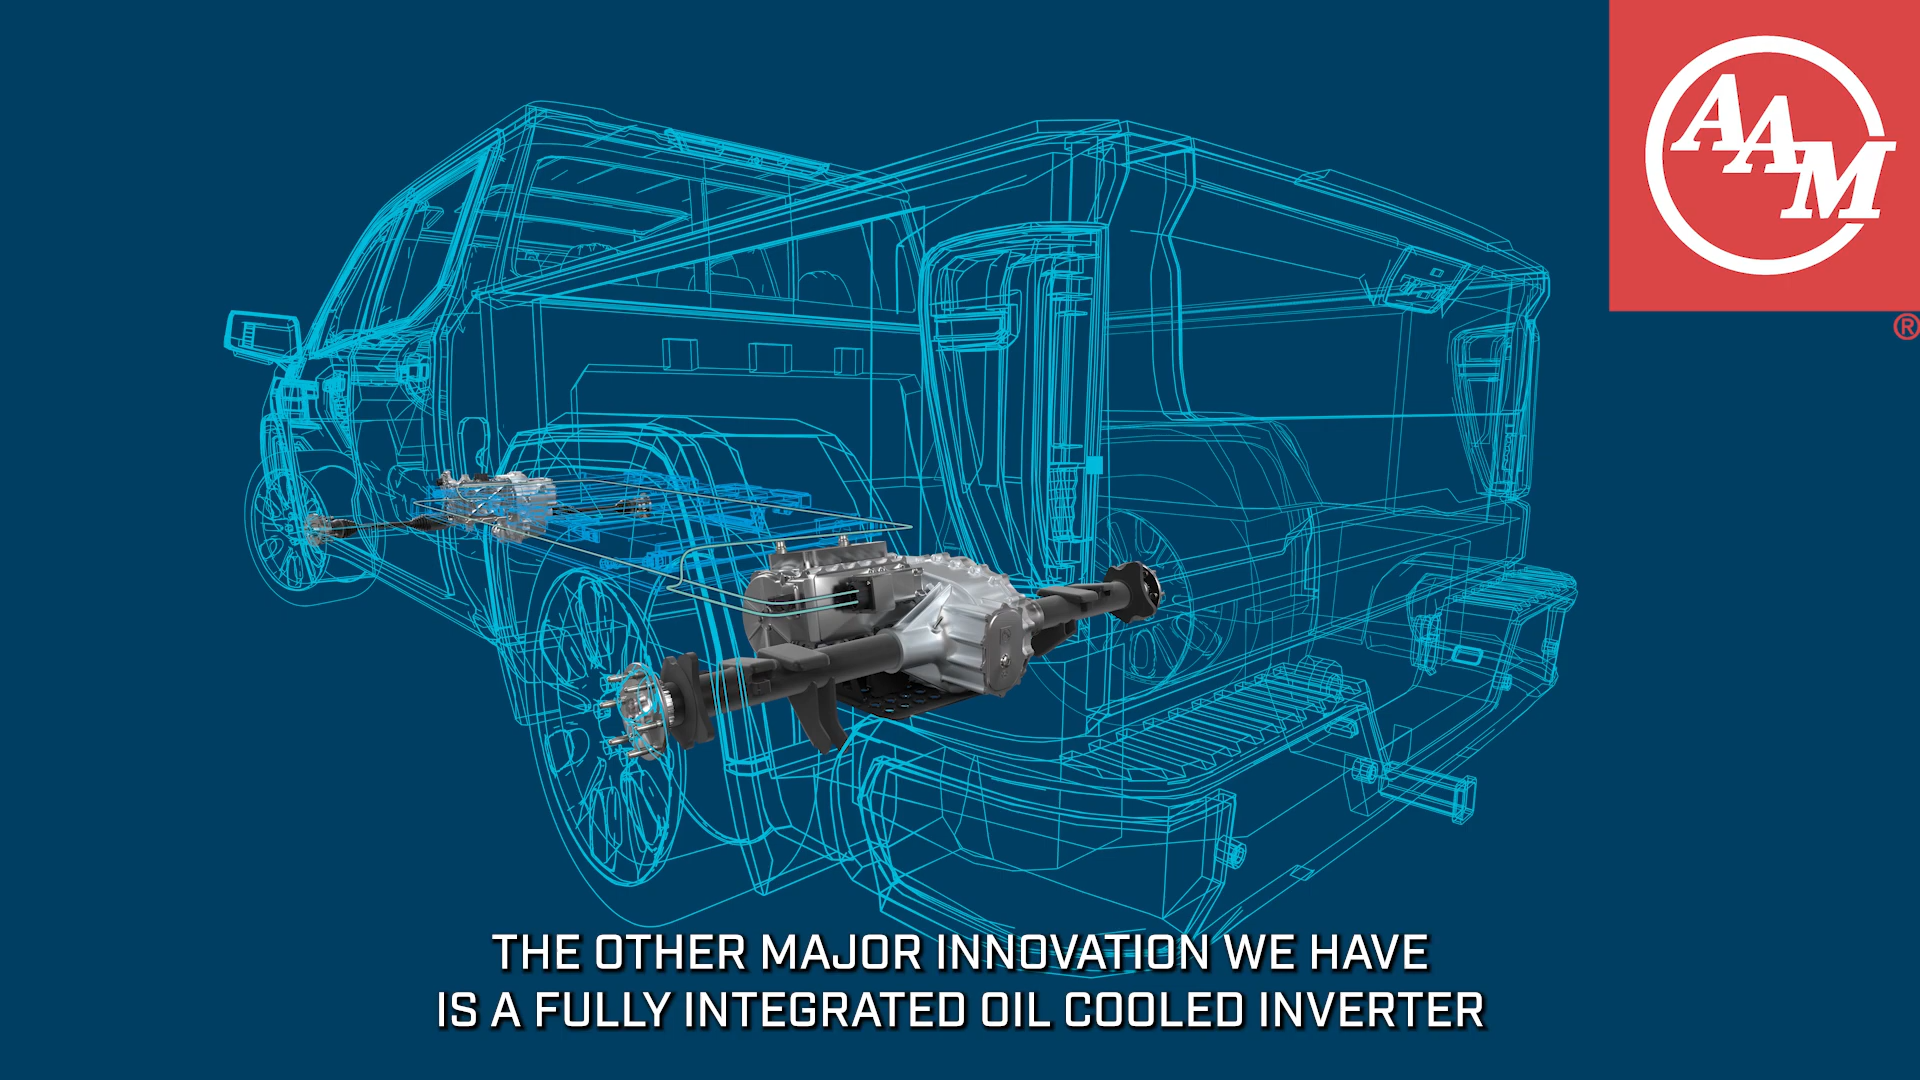 AAM
®
THE OTHER MAJOR INNOVATION WE HAVE
IS A FULLY INTEGRATED OIL COOLED INVERTER